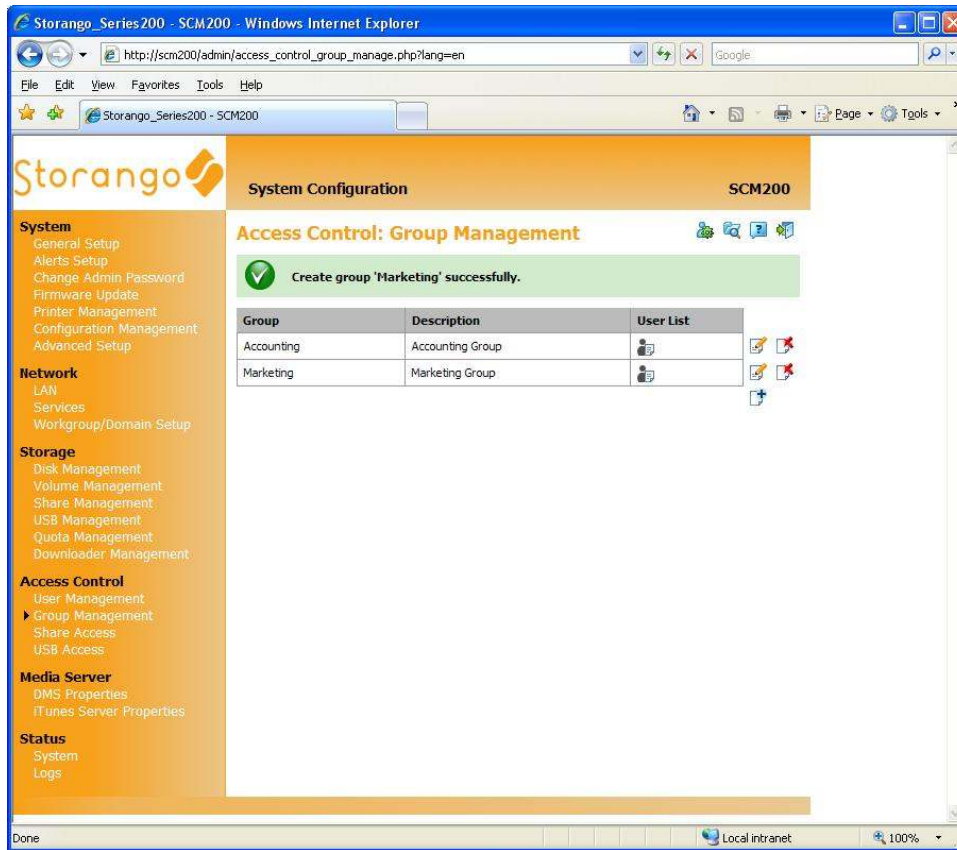 Storango_Series200 - SCM200 - Windows Internet Explorer
http://scm200/admin/access_control_group_manage.php?lang=en
Google
File Edit View Favorites Tools Help
Storango_Series200 - SCM200
Page Tools
Storango
System Configuration
SCM200
System
General Setup
Alerts Setup
Change Admin Password
Firmware Update
Printer Management
Configuration Management
Advanced Setup
Network
LAN
Services
Workgroup/Domain Setup
Storage
Disk Management
Volume Management
Share Management
USB Management
Quota Management
Downloader Management
Access Control
User Management
Group Management
Share Access
USB Access
Media Server
DMS Properties
iTunes Server Properties
Status
System
Logs
Access Control: Group Management
Create group 'Marketing' successfully.
Group Description User List
Accounting Accounting Group
Marketing Marketing Group
Done
Local intranet
100%